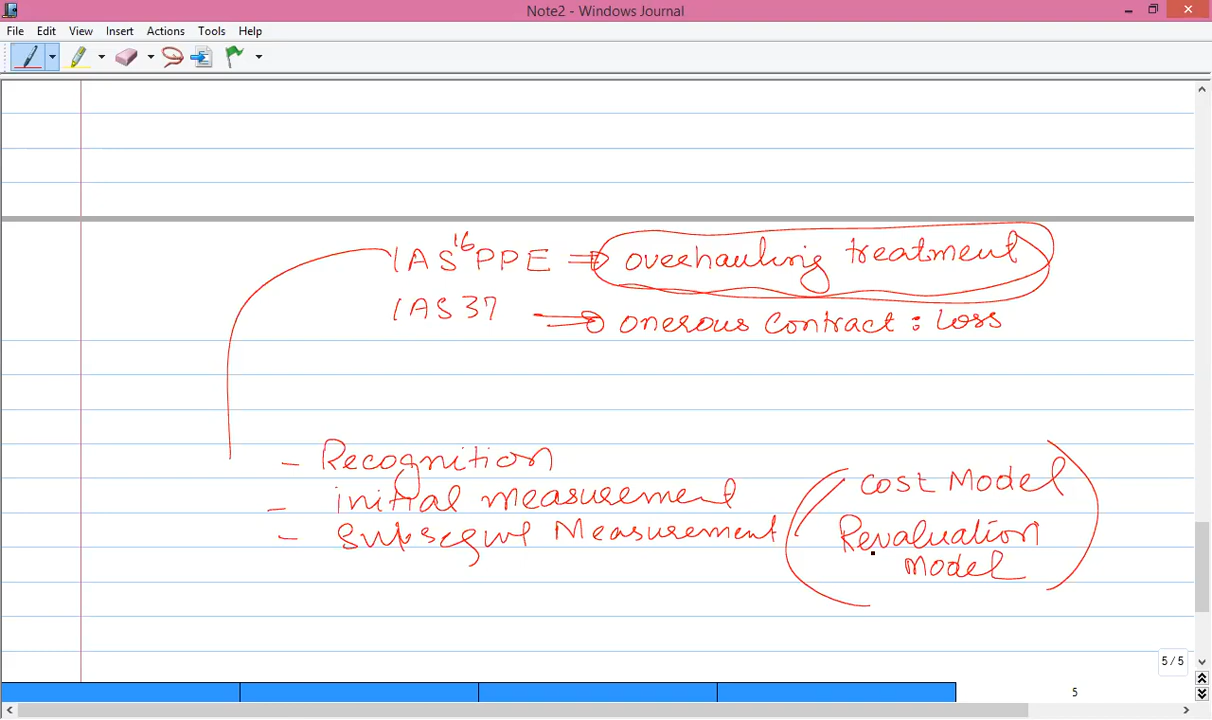 Note2 - Windows Journal
File Edit View Insert Actions Tools Help
IAS 16 PPE ⇒ overhauling treatment
IAS 37 → onerous contract : Loss
- Recognition
- initial measurement
- Subsequent Measurement
Cost Model
Revaluation
Model
5 / 5
5